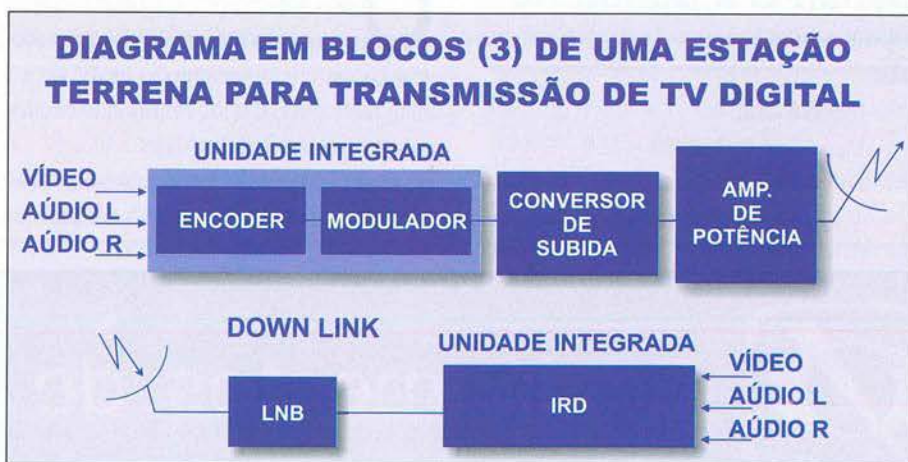 DIAGRAMA EM BLOCOS (3) DE UMA ESTAÇÃO
TERRENA PARA TRANSMISSÃO DE TV DIGITAL
UNIDADE INTEGRADA
VÍDEO
AÚDIO L
AÚDIO R
ENCODER
MODULADOR
CONVERSOR
DE
SUBIDA
AMP.
DE
POTÊNCIA
DOWN LINK
UNIDADE INTEGRADA
LNB
IRD
VÍDEO
AÚDIO L
AÚDIO R